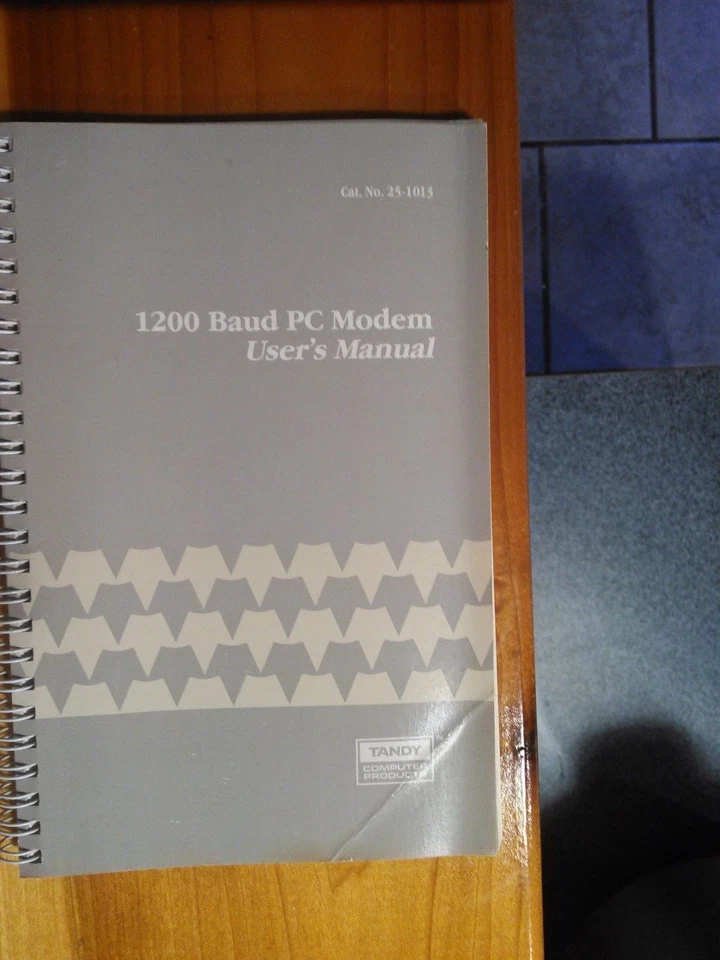 Cat. No. 25-1013
1200 Baud PC Modem
User's Manual
TANDY
COMPUTER
PRODUCTS